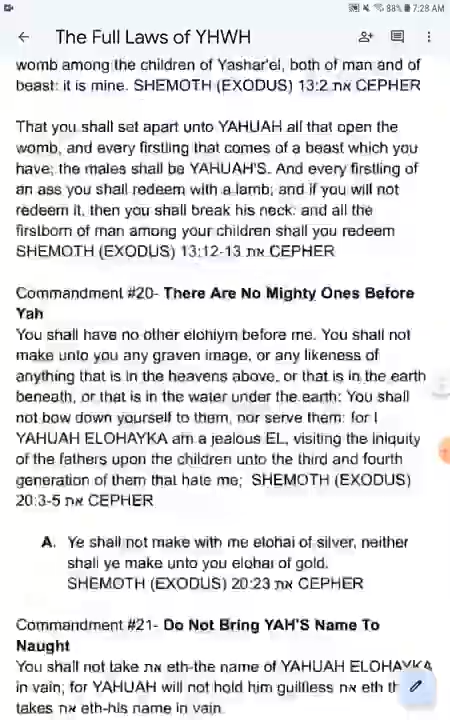 88% 7:28 AM
The Full Laws of YHWH
womb among the children of Yashar'el, both of man and of
beast: it is mine. SHEMOTH (EXODUS) 13:2 את CEPHER
That you shall set apart unto YAHUAH all that open the
womb, and every firstling that comes of a beast which you
have; the males shall be YAHUAH'S. And every firstling of
an ass you shall redeem with a lamb; and if you will not
redeem it, then you shall break his neck: and all the
firstborn of man among your children shall you redeem
SHEMOTH (EXODUS) 13:12-13 את CEPHER
Commandment #20- There Are No Mighty Ones Before
Yah
You shall have no other elohiym before me. You shall not
make unto you any graven image, or any likeness of
anything that is in the heavens above, or that is in the earth
beneath, or that is in the water under the earth: You shall
not bow down yourself to them, nor serve them: for I
YAHUAH ELOHAYKA am a jealous EL, visiting the iniquity
of the fathers upon the children unto the third and fourth
generation of them that hate me; SHEMOTH (EXODUS)
20:3-5 את CEPHER
A. Ye shall not make with me elohai of silver, neither
shall ye make unto you elohai of gold.
SHEMOTH (EXODUS) 20:23 את CEPHER
Commandment #21- Do Not Bring YAH'S Name To
Naught
You shall not take את eth-the name of YAHUAH ELOHAYKA
in vain; for YAHUAH will not hold him guiltless את eth
takes את eth-his name in vain.